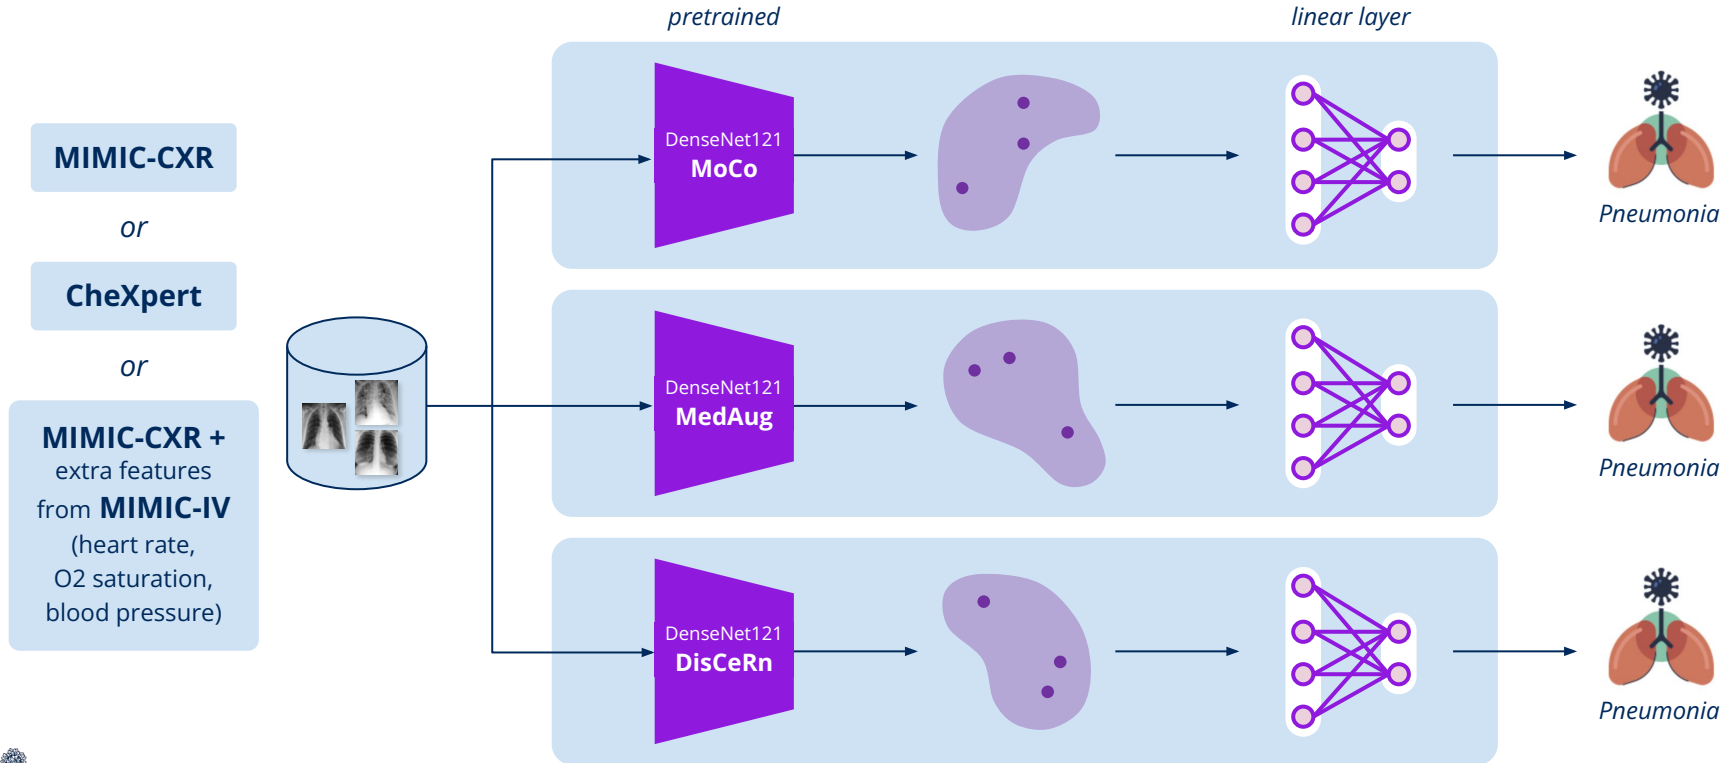 pretrained
linear layer
MIMIC-CXR
or
CheXpert
or
MIMIC-CXR +
extra features
from MIMIC-IV
(heart rate,
O2 saturation,
blood pressure)
DenseNet121
MoCo
Pneumonia
DenseNet121
MedAug
Pneumonia
DenseNet121
DisCeRn
Pneumonia